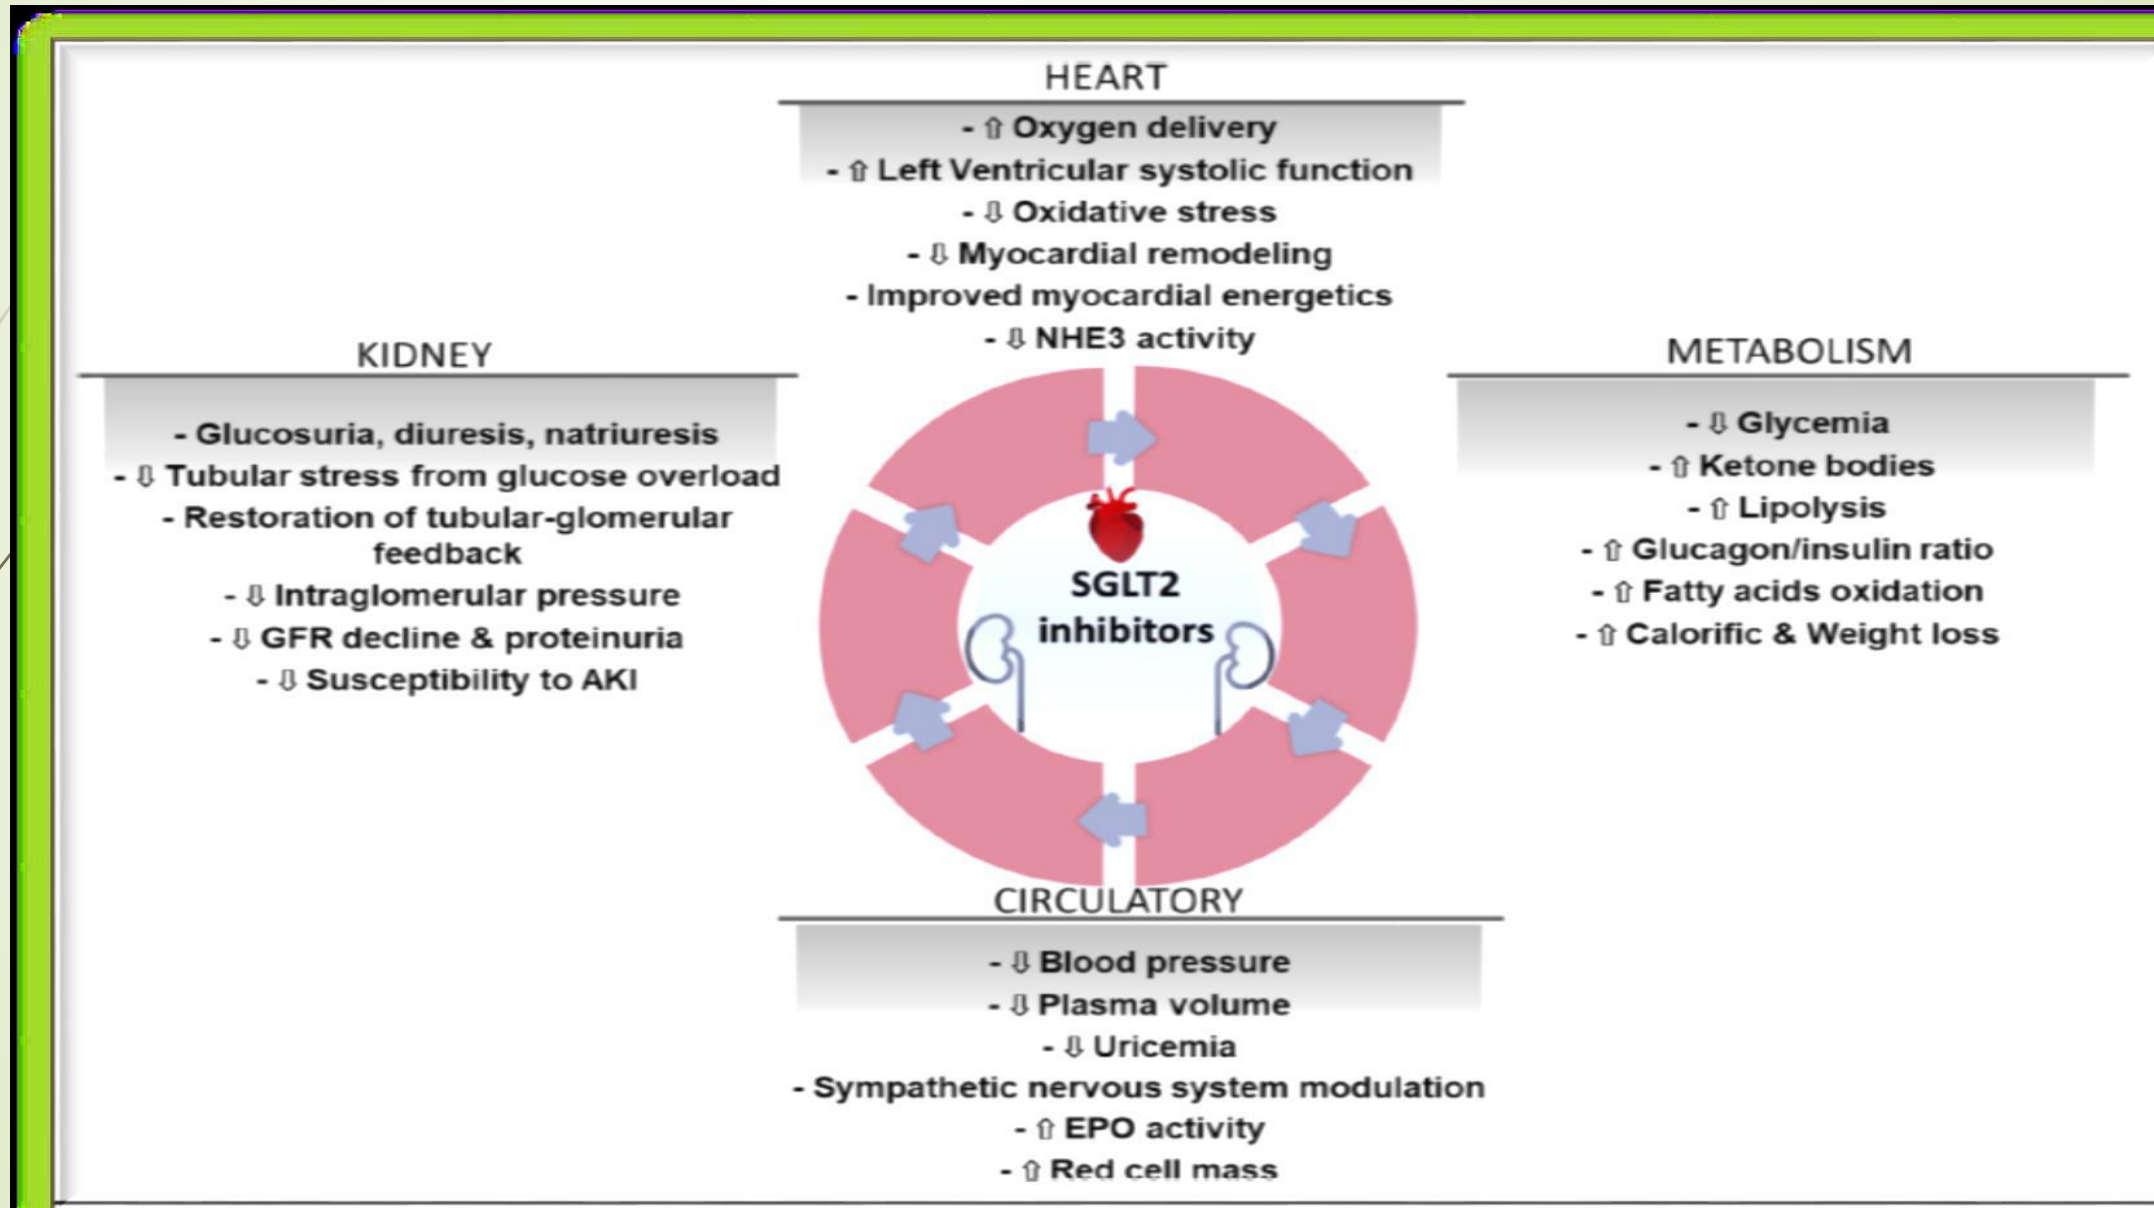 HEART
- ⇧ Oxygen delivery
- ⇧ Left Ventricular systolic function
- ⇩ Oxidative stress
- ⇩ Myocardial remodeling
- Improved myocardial energetics
- ⇩ NHE3 activity
KIDNEY
- Glucosuria, diuresis, natriuresis
- ⇩ Tubular stress from glucose overload
- Restoration of tubular-glomerular
feedback
- ⇩ Intraglomerular pressure
- ⇩ GFR decline & proteinuria
- ⇩ Susceptibility to AKI
SGLT2
inhibitors
METABOLISM
- ⇩ Glycemia
- ⇧ Ketone bodies
- ⇧ Lipolysis
- ⇧ Glucagon/insulin ratio
- ⇧ Fatty acids oxidation
- ⇧ Calorific & Weight loss
CIRCULATORY
- ⇩ Blood pressure
- ⇩ Plasma volume
- ⇩ Uricemia
- Sympathetic nervous system modulation
- ⇧ EPO activity
- ⇧ Red cell mass